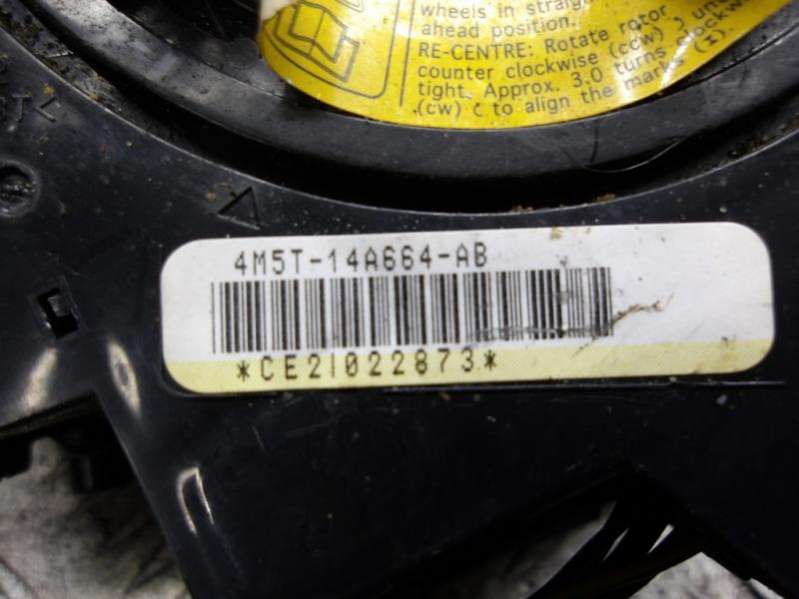 wheels in straight
ahead position.
RE-CENTRE: Rotate rotor
counter clockwise (ccw)
tight. Approx. 3.0 turns clockwise
(cw) to align the marks (I).
4M5T-14A664-AB
*CE21022873*